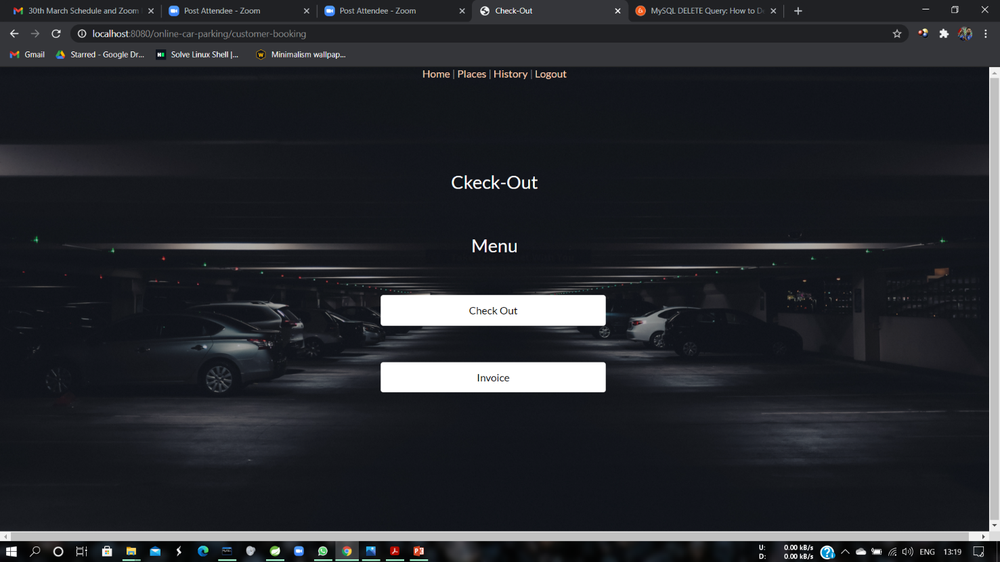 30th March Schedule and Zoom
Post Attendee - Zoom
Post Attendee - Zoom
Check-Out
MySQL DELETE Query: How to De
localhost:8080/online-car-parking/customer-booking
Gmail
Starred - Google Dr...
Solve Linux Shell |...
Minimalism wallpap...
Home | Places | History | Logout
Ckeck-Out
Menu
Check Out
Invoice
U: 0.00 kB/s
D: 0.00 kB/s
ENG
13:19